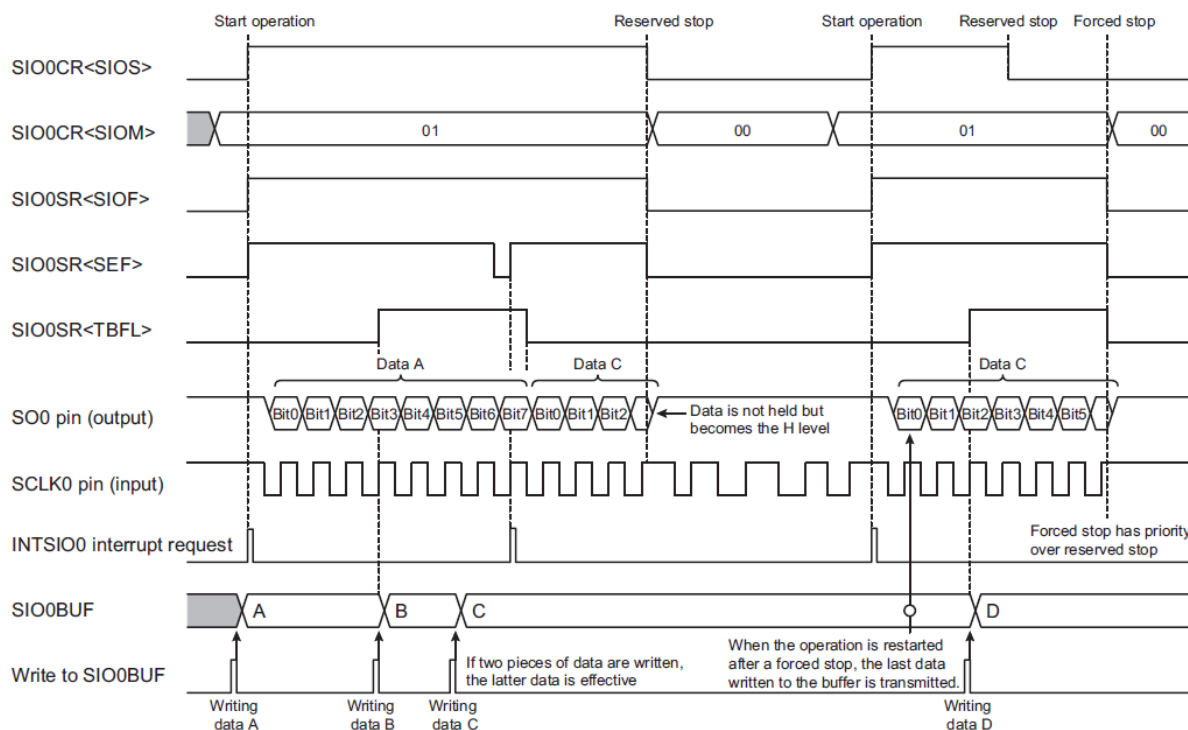 Start operation
Reserved stop
Start operation
Reserved stop
Forced stop
SIO0CR<SIOS>
SIO0CR<SIOM>
01
00
01
00
SIO0SR<SIOF>
SIO0SR<SEF>
SIO0SR<TBFL>
Data A
Data C
Data C
SO0 pin (output)
Bit0 Bit1 Bit2 Bit3 Bit4 Bit5 Bit6 Bit7 Bit0 Bit1 Bit2
Data is not held but
becomes the H level
Bit0 Bit1 Bit2 Bit3 Bit4 Bit5
SCLK0 pin (input)
INTSIO0 interrupt request
Forced stop has priority
over reserved stop
SIO0BUF
A
B
C
D
Write to SIO0BUF
If two pieces of data are written,
the latter data is effective
When the operation is restarted
after a forced stop, the last data
written to the buffer is transmitted.
Writing
data A
Writing
data B
Writing
data C
Writing
data D